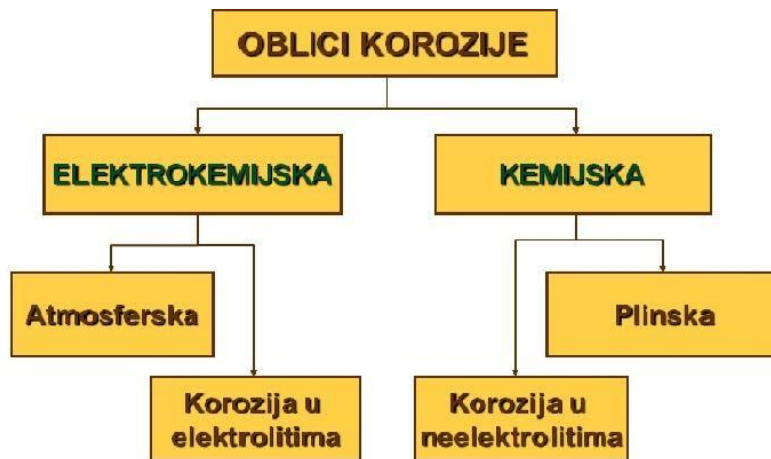 OBLICI KOROZIJE
ELEKTROKEMIJSKA
KEMIJSKA
Atmosferska
Plinska
Korozija u
elektrolitima
Korozija u
neelektrolitima